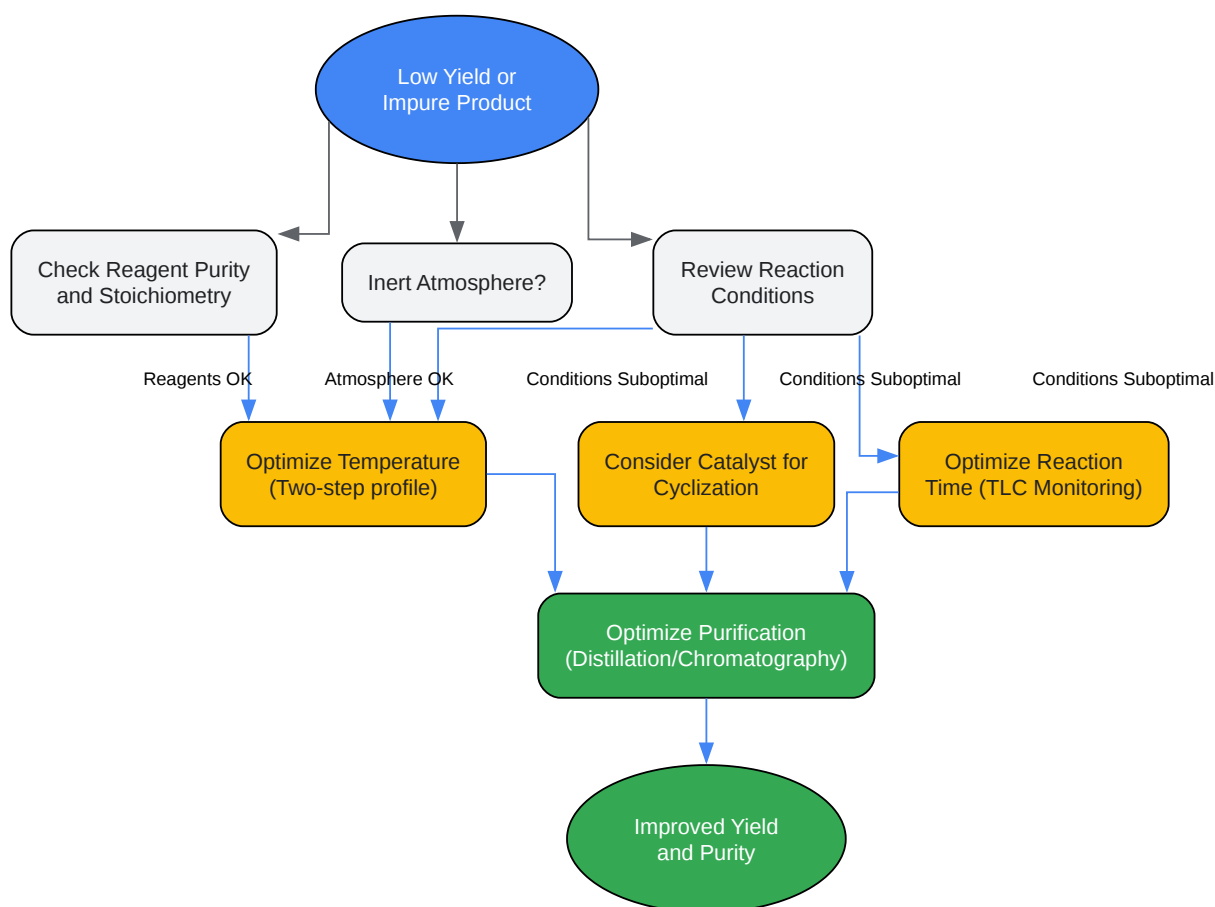 Low Yield or
Impure Product
Check Reagent Purity
and Stoichiometry
Inert Atmosphere?
Review Reaction
Conditions
Reagents OK
Atmosphere OK
Conditions Suboptimal
Conditions Suboptimal
Conditions Suboptimal
Optimize Temperature
(Two-step profile)
Consider Catalyst for
Cyclization
Optimize Reaction
Time (TLC Monitoring)
Optimize Purification
(Distillation/Chromatography)
Improved Yield
and Purity